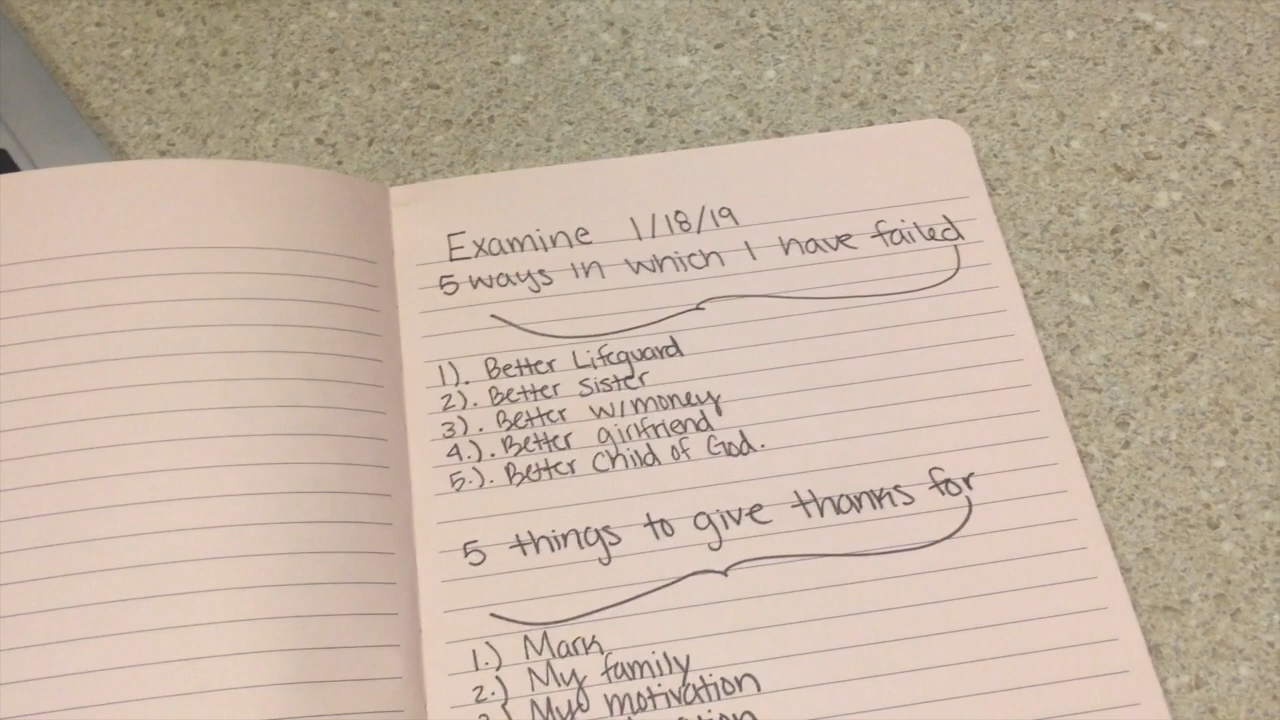 Examine 1/18/19
5 ways in which I have failed
1). Better Lifeguard
2). Better Sister
3). Better w/money
4.). Better girlfriend
5.). Better Child of God.
5 things to give thanks for
1.) Mark
2.) My family
My motivation